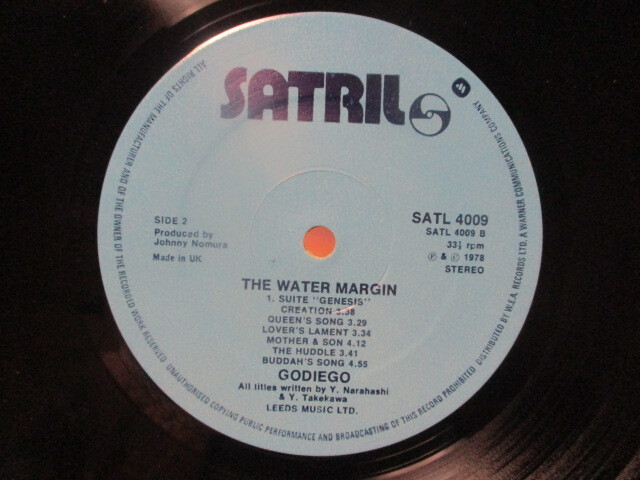 SATRIL
SIDE 2
Produced by
Johnny Nomura
Made in UK
SATL 4009
SATL 4009 B
33⅓ rpm
Ⓟ & © 1978
STEREO
THE WATER MARGIN
1. SUITE "GENESIS"
CREATION 3.38
QUEEN'S SONG 3.29
LOVER'S LAMENT 3.34
MOTHER & SON 4.12
THE HUDDLE 3.41
BUDDAH'S SONG 4.55
GODIEGO
All titles written by Y. Narahashi
& Y. Takekawa
LEEDS MUSIC LTD.
ALL RIGHTS OF THE MANUFACTURER AND OF THE OWNER OF THE RECORDED WORK RESERVED. UNAUTHORISED COPYING PUBLIC PERFORMANCE AND BROADCASTING OF THIS RECORD PROHIBITED. DISTRIBUTED BY W.E.A. RECORDS LTD. A WARNER COMMUNICATIONS COMPANY